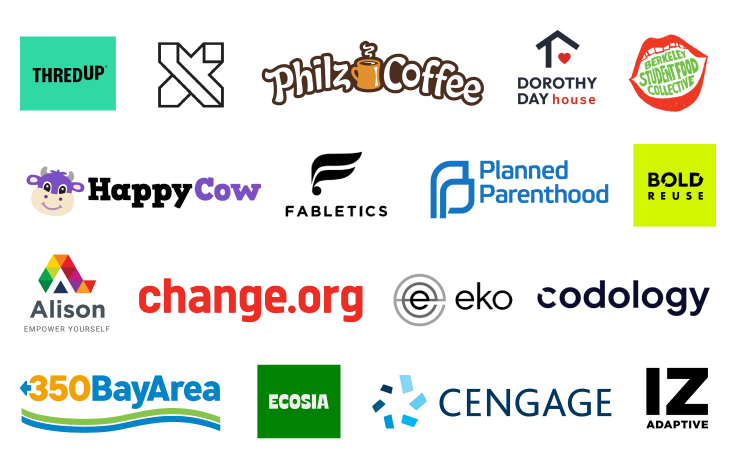 THREDUP
Philz Coffee
DOROTHY
DAY house
BERKELEY
STUDENT FOOD
COLLECTIVE
HappyCow
FABLETICS
Planned
Parenthood
BOLD
REUSE
Alison
EMPOWER YOURSELF
change.org
e eko
codology
350BayArea
ECOSIA
CENGAGE
IZ
ADAPTIVE